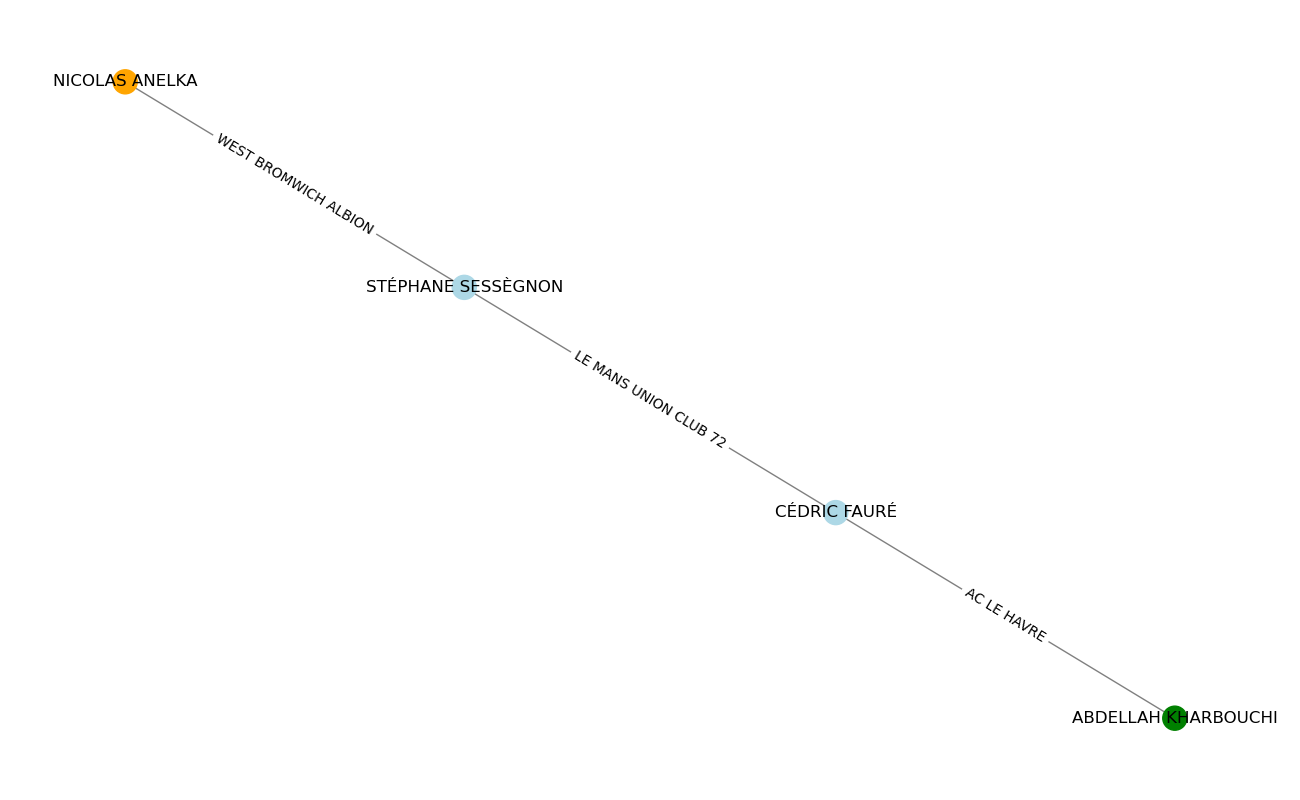 NICOLAS ANELKA
WEST BROMWICH ALBION
STÉPHANE SESSÈGNON
LE MANS UNION CLUB 72
CÉDRIC FAURÉ
AC LE HAVRE
ABDELLAH KHARBOUCHI